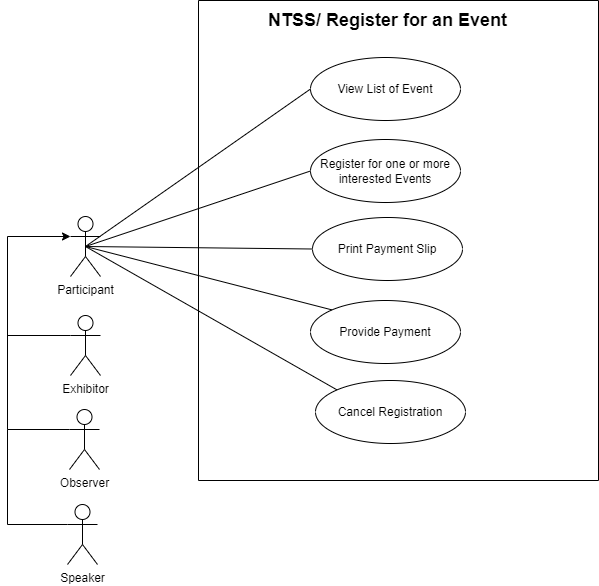 NTSS/ Register for an Event
View List of Event
Register for one or more
interested Events
Print Payment Slip
Participant
Provide Payment
Exhibitor
Cancel Registration
Observer
Speaker